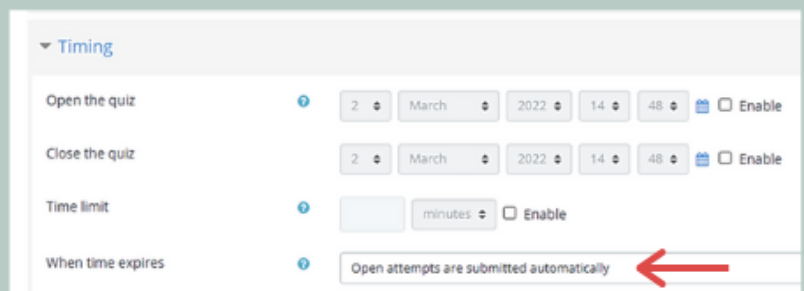 Timing
Open the quiz 2 March 2022 14 48 Enable
Close the quiz 2 March 2022 14 48 Enable
Time limit minutes Enable
When time expires Open attempts are submitted automatically